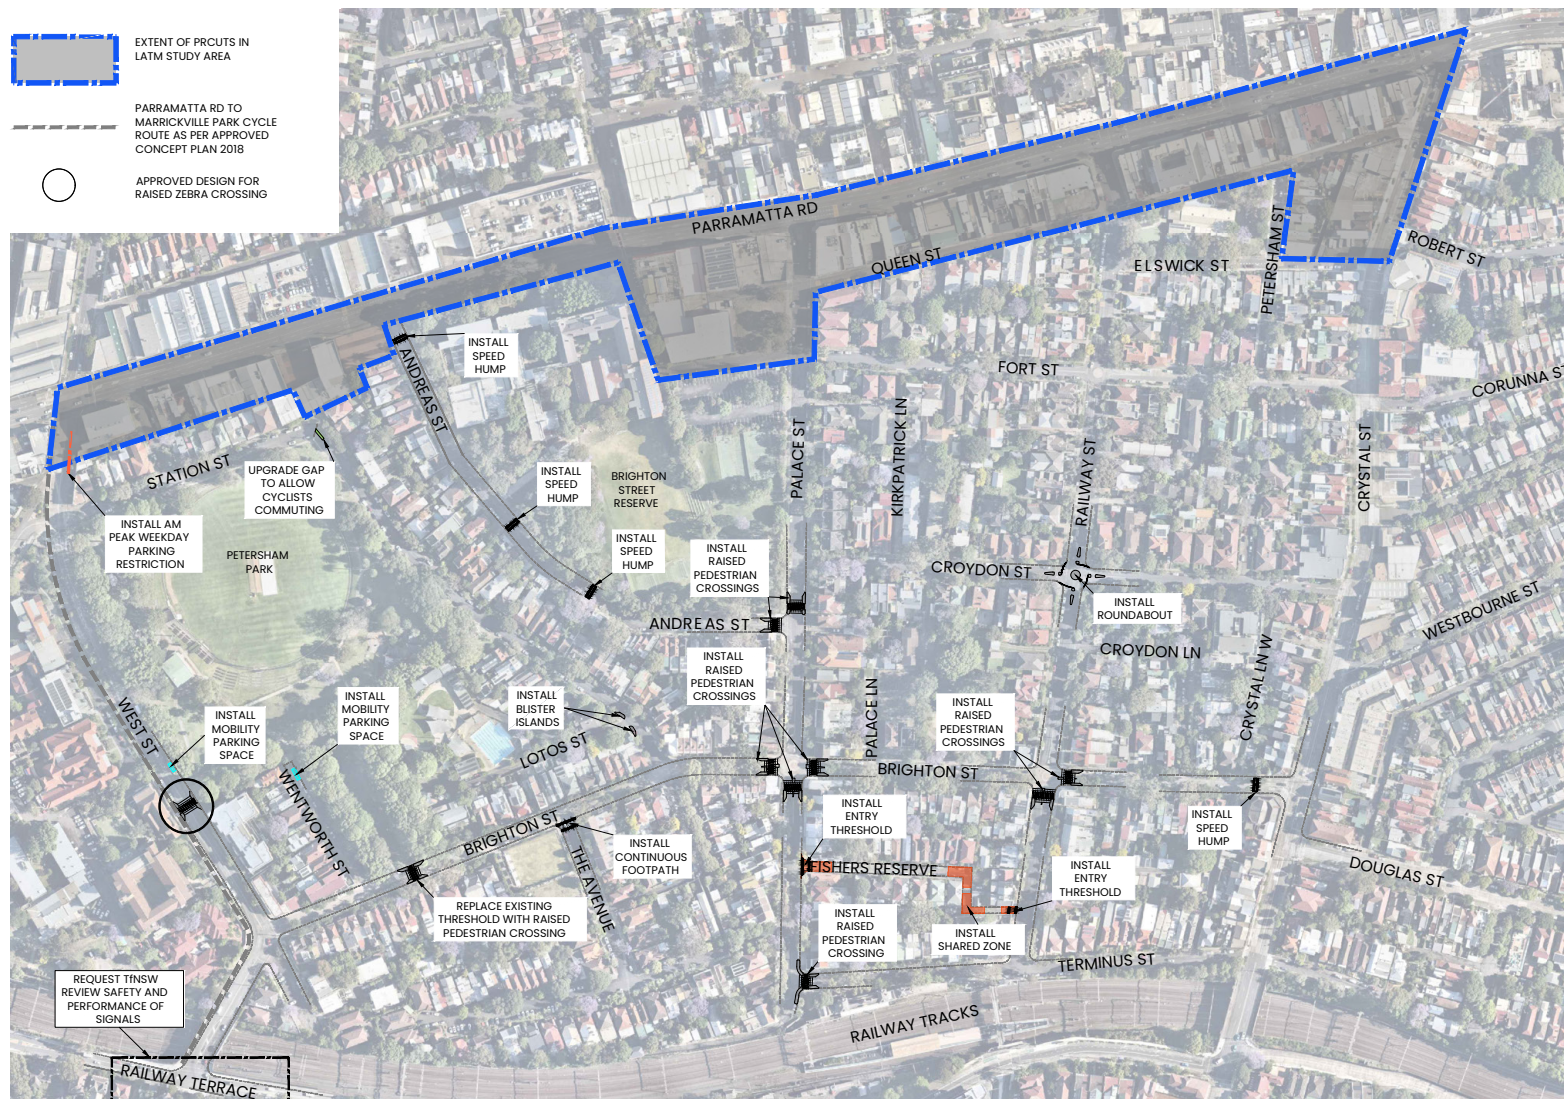 EXTENT OF PRCUTS IN
LATM STUDY AREA
PARRAMATTA RD TO
MARRICKVILLE PARK CYCLE
ROUTE AS PER APPROVED
CONCEPT PLAN 2018
APPROVED DESIGN FOR
RAISED ZEBRA CROSSING
PARRAMATTA RD
QUEEN ST
ELSWICK ST
PETERSHAM ST
ROBERT ST
INSTALL
SPEED
HUMP
ANDREAS ST
FORT ST
CORUNNA ST
STATION ST
UPGRADE GAP
TO ALLOW
CYCLISTS
COMMUTING
INSTALL
SPEED
HUMP
BRIGHTON
STREET
RESERVE
PALACE ST
KIRKPATRICK LN
RAILWAY ST
CRYSTAL ST
INSTALL AM
PEAK WEEKDAY
PARKING
RESTRICTION
PETERSHAM
PARK
INSTALL
SPEED
HUMP
INSTALL
RAISED
PEDESTRIAN
CROSSINGS
CROYDON ST
INSTALL
ROUNDABOUT
WESTBOURNE ST
ANDREAS ST
CROYDON LN
INSTALL
RAISED
PEDESTRIAN
CROSSINGS
WEST ST
INSTALL
MOBILITY
PARKING
SPACE
INSTALL
MOBILITY
PARKING
SPACE
INSTALL
BLISTER
ISLANDS
LOTOS ST
PALACE LN
INSTALL
RAISED
PEDESTRIAN
CROSSINGS
CRYSTAL LN W
BRIGHTON ST
WENTWORTH ST
BRIGHTON ST
INSTALL
ENTRY
THRESHOLD
INSTALL
SPEED
HUMP
INSTALL
CONTINUOUS
FOOTPATH
THE AVENUE
FISHERS RESERVE
INSTALL
ENTRY
THRESHOLD
DOUGLAS ST
REPLACE EXISTING
THRESHOLD WITH RAISED
PEDESTRIAN CROSSING
INSTALL
RAISED
PEDESTRIAN
CROSSING
INSTALL
SHARED ZONE
TERMINUS ST
REQUEST TfNSW
REVIEW SAFETY AND
PERFORMANCE OF
SIGNALS
RAILWAY TRACKS
RAILWAY TERRACE